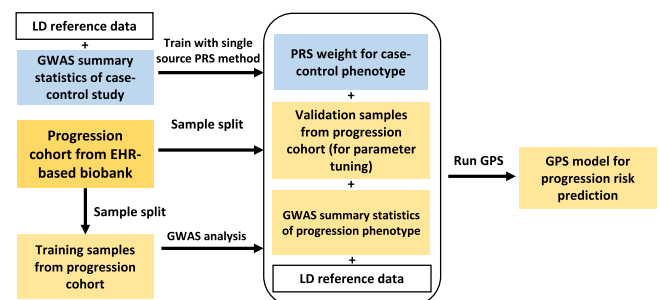 LD reference data
+
GWAS summary
statistics of case-
control study
Train with single
source PRS method
PRS weight for case-
control phenotype
+
Progression
cohort from EHR-
based biobank
Sample split
Validation samples
from progression
cohort (for parameter
tuning)
+
Sample split
Training samples
from progression
cohort
GWAS analysis
GWAS summary statistics
of progression phenotype
+
LD reference data
Run GPS
GPS model for
progression risk
prediction